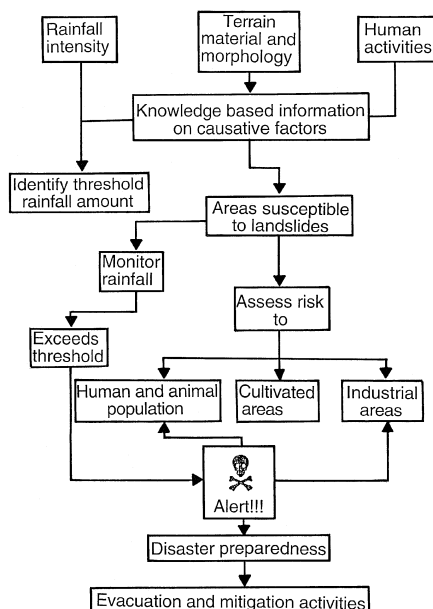 Rainfall
intensity
Terrain
material and
morphology
Human
activities
Knowledge based information
on causative factors
Identify threshold
rainfall amount
Areas susceptible
to landslides
Monitor
rainfall
Assess risk
to
Exceeds
threshold
Human and animal
population
Cultivated
areas
Industrial
areas
Alert!!!
Disaster preparedness
Evacuation and mitigation activities